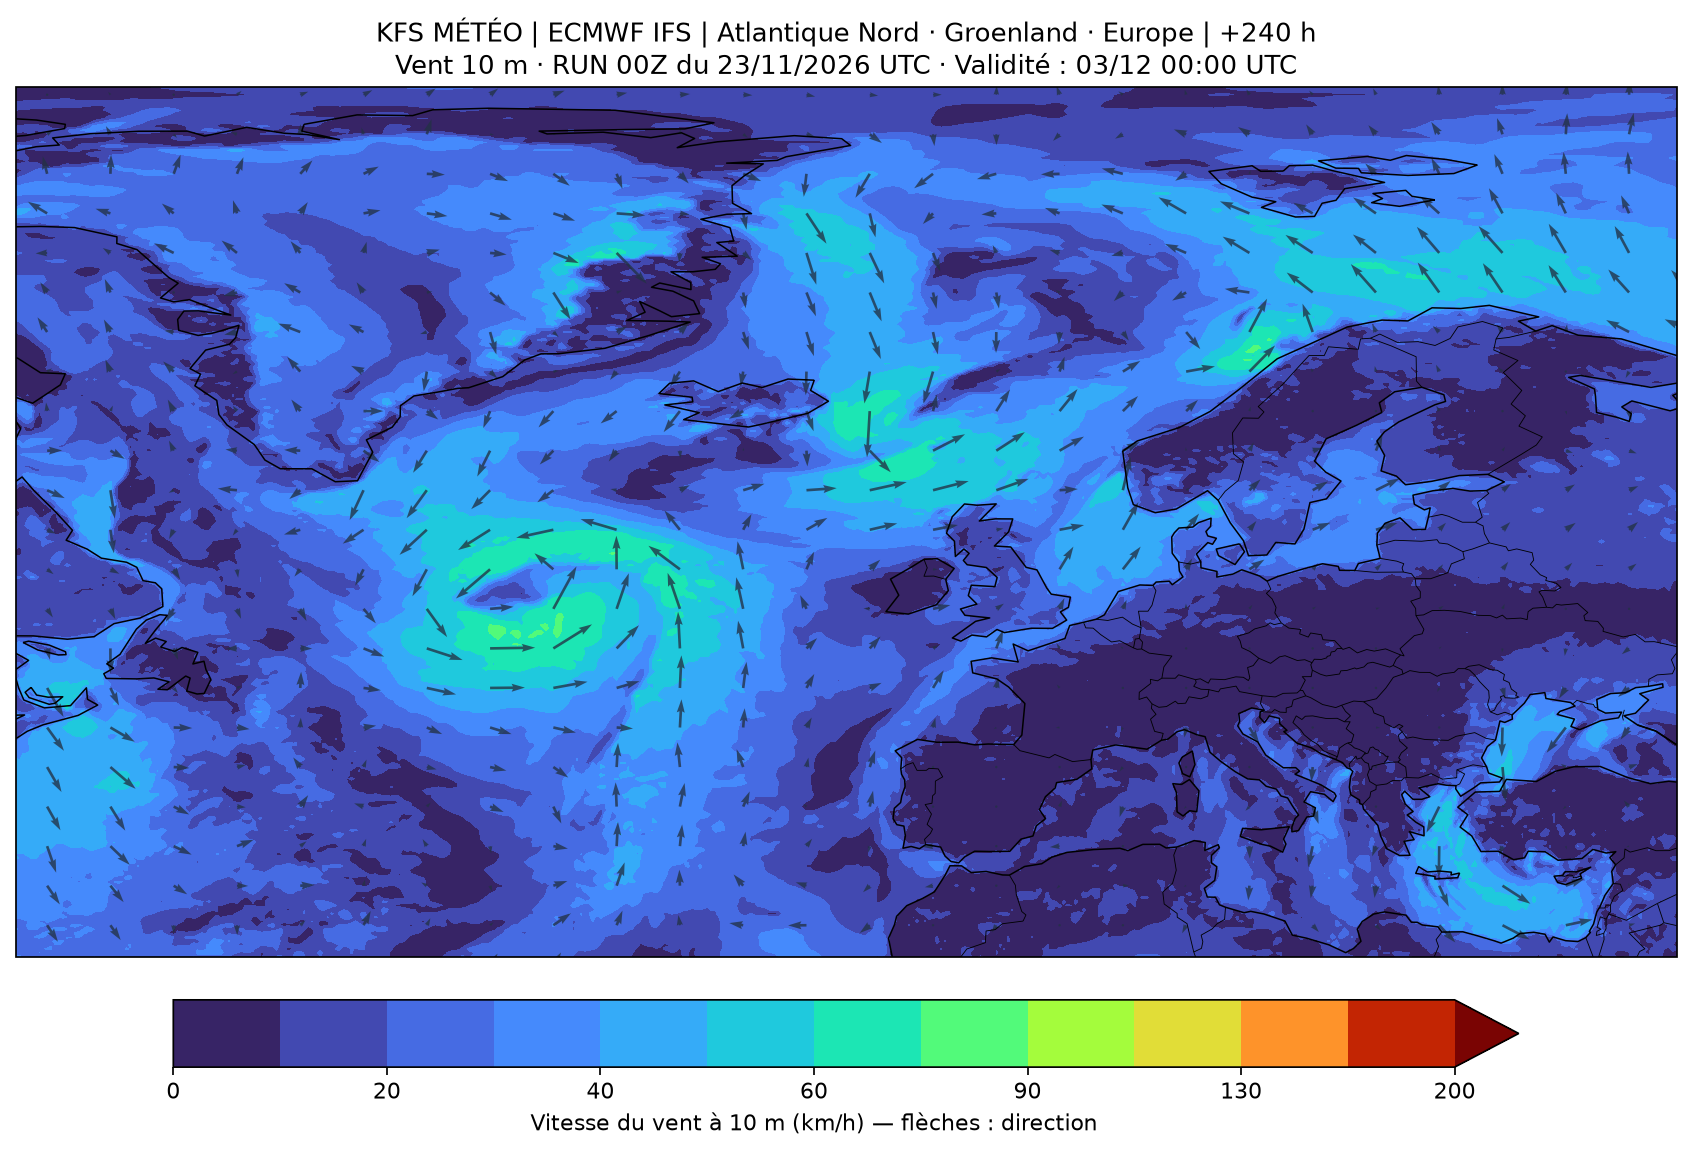 KFS MÉTÉO | ECMWF IFS | Atlantique Nord · Groenland · Europe | +240 h
Vent 10 m · RUN 00Z du 23/11/2026 UTC · Validité : 03/12 00:00 UTC
0 20 40 60 90 130 200
Vitesse du vent à 10 m (km/h) — flèches : direction